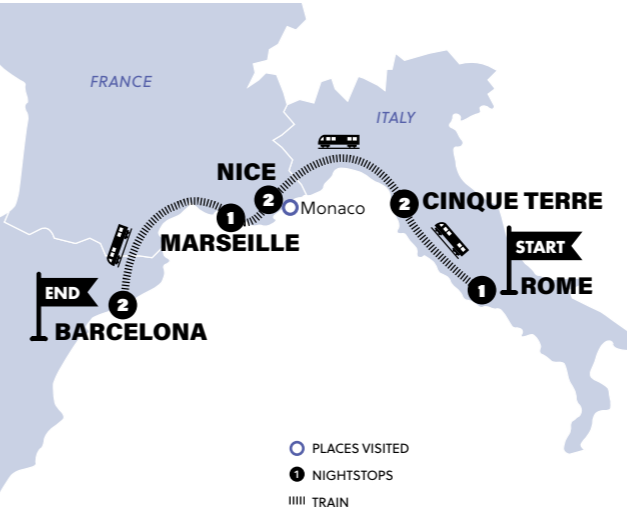 FRANCE
ITALY
NICE
2
Monaco
1
MARSEILLE
2
CINQUE TERRE
START
1
ROME
END
2
BARCELONA
PLACES VISITED
1 NIGHTSTOPS
TRAIN